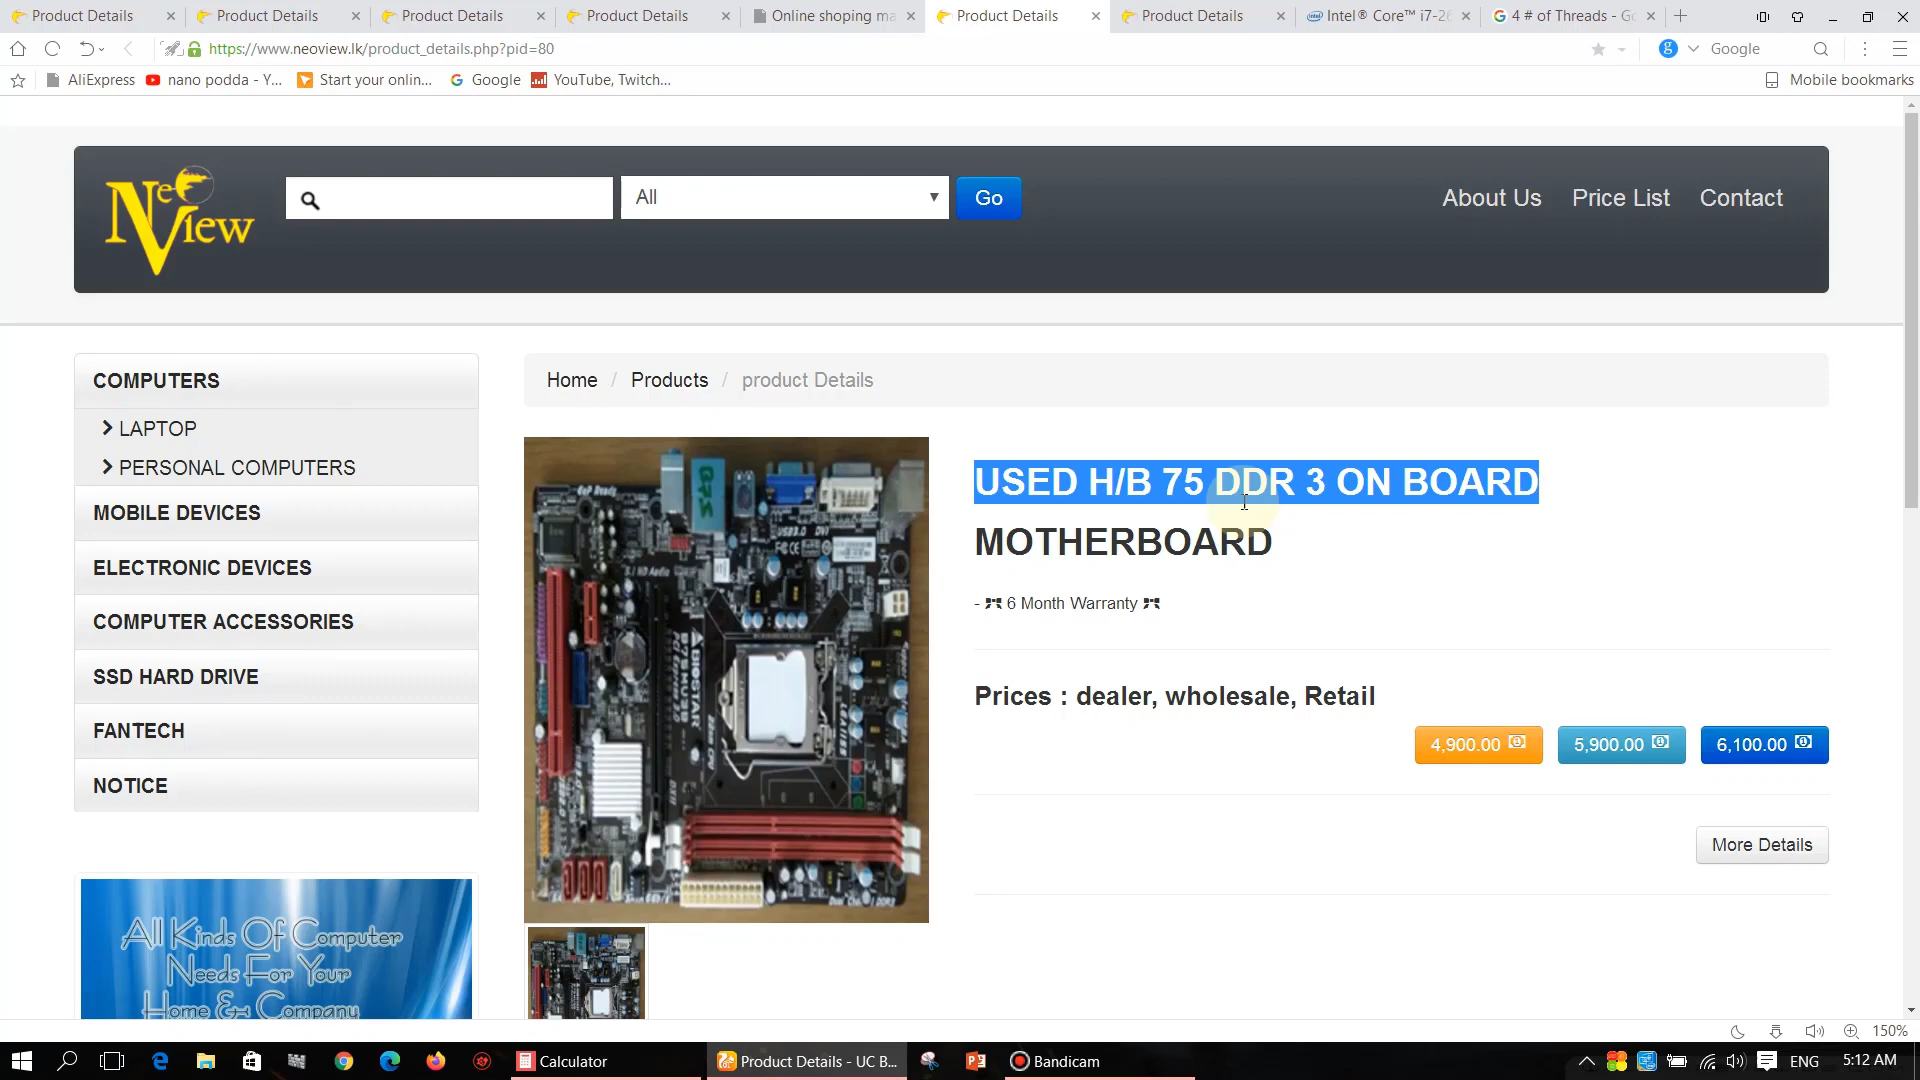 Product Details
Product Details
Product Details
Product Details
Online shoping ma
Product Details
Product Details
Intel® Core™ i7-26
4 # of Threads - Go
https://www.neoview.lk/product_details.php?pid=80
Google
AliExpress
nano podda - Y...
Start your onlin...
Google
YouTube, Twitch...
Mobile bookmarks
NeoView
All
Go
About Us
Price List
Contact
COMPUTERS
LAPTOP
PERSONAL COMPUTERS
MOBILE DEVICES
ELECTRONIC DEVICES
COMPUTER ACCESSORIES
SSD HARD DRIVE
FANTECH
NOTICE
Home / Products / product Details
USED H/B 75 DDR 3 ON BOARD
MOTHERBOARD
- 6 Month Warranty
Prices : dealer, wholesale, Retail
4,900.00
5,900.00
6,100.00
More Details
BIOSTAR
All Kinds Of Computer
Needs For Your
Home & Company
150%
Calculator
Product Details - UC B...
Bandicam
ENG
5:12 AM